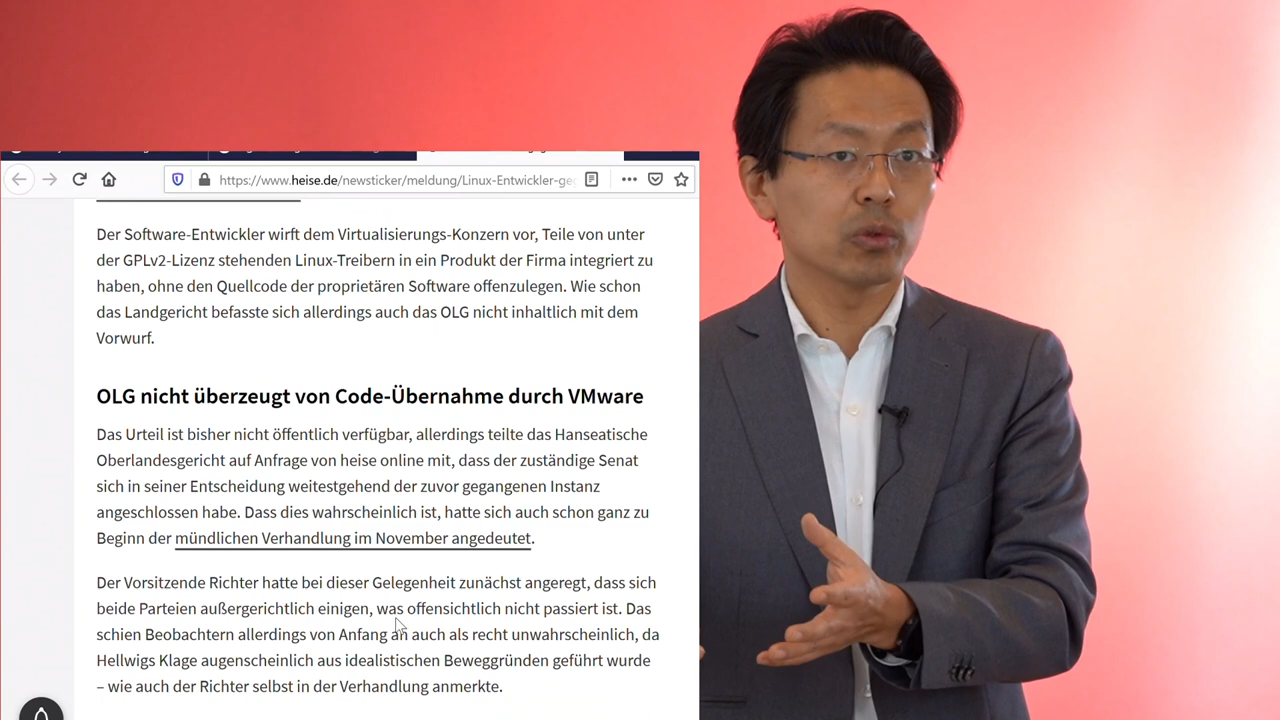 https://www.heise.de/newsticker/meldung/Linux-Entwickler-ge
Der Software-Entwickler wirft dem Virtualisierungs-Konzern vor, Teile von unter
der GPLv2-Lizenz stehenden Linux-Treibern in ein Produkt der Firma integriert zu
haben, ohne den Quellcode der proprietären Software offenzulegen. Wie schon
das Landgericht befasste sich allerdings auch das OLG nicht inhaltlich mit dem
Vorwurf.
OLG nicht überzeugt von Code-Übernahme durch VMware
Das Urteil ist bisher nicht öffentlich verfügbar, allerdings teilte das Hanseatische
Oberlandesgericht auf Anfrage von heise online mit, dass der zuständige Senat
sich in seiner Entscheidung weitestgehend der zuvor gegangenen Instanz
angeschlossen habe. Dass dies wahrscheinlich ist, hatte sich auch schon ganz zu
Beginn der mündlichen Verhandlung im November angedeutet.
Der Vorsitzende Richter hatte bei dieser Gelegenheit zunächst angeregt, dass sich
beide Parteien außergerichtlich einigen, was offensichtlich nicht passiert ist. Das
schien Beobachtern allerdings von Anfang an auch als recht unwahrscheinlich, da
Hellwigs Klage augenscheinlich aus idealistischen Beweggründen geführt wurde
– wie auch der Richter selbst in der Verhandlung anmerkte.